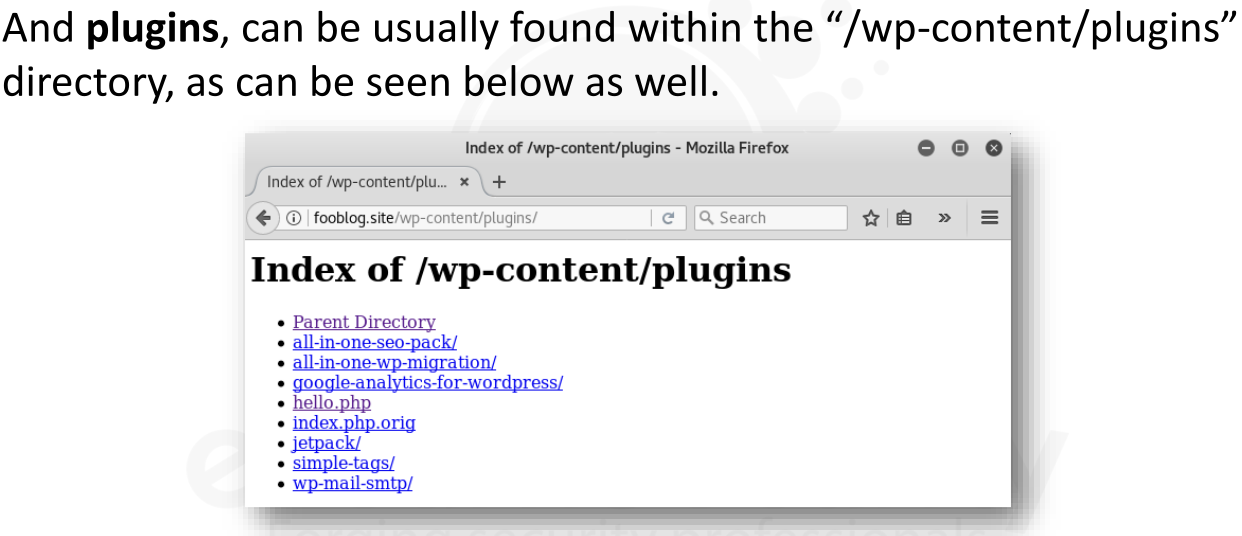 And plugins, can be usually found within the “/wp-content/plugins”
directory, as can be seen below as well.
Index of /wp-content/plugins - Mozilla Firefox
Index of /wp-content/plu... × +
fooblog.site/wp-content/plugins/ Search
Index of /wp-content/plugins
• Parent Directory
• all-in-one-seo-pack/
• all-in-one-wp-migration/
• google-analytics-for-wordpress/
• hello.php
• index.php.orig
• jetpack/
• simple-tags/
• wp-mail-smtp/